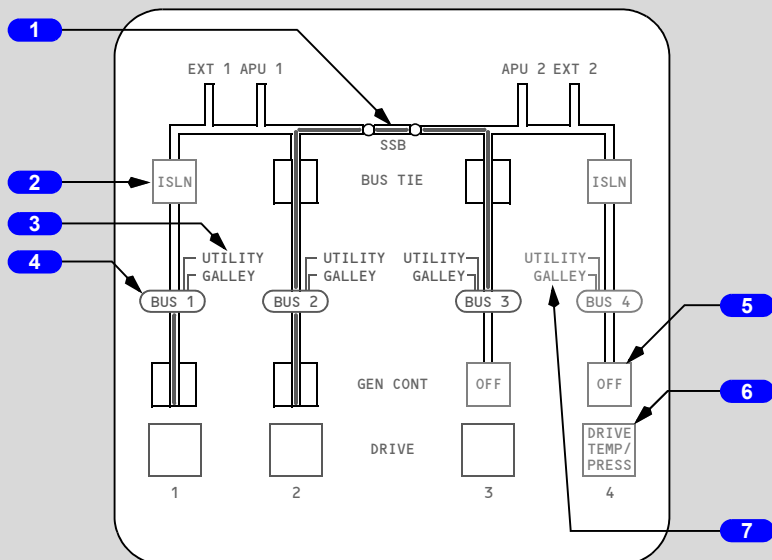 1
EXT 1 APU 1 APU 2 EXT 2
SSB
2 ISLN BUS TIE ISLN
3
UTILITY UTILITY UTILITY UTILITY
4
GALLEY GALLEY GALLEY GALLEY
BUS 1 BUS 2 BUS 3 BUS 4
5
GEN CONT OFF OFF
6
DRIVE
DRIVE
TEMP/
PRESS
1 2 3 4
7